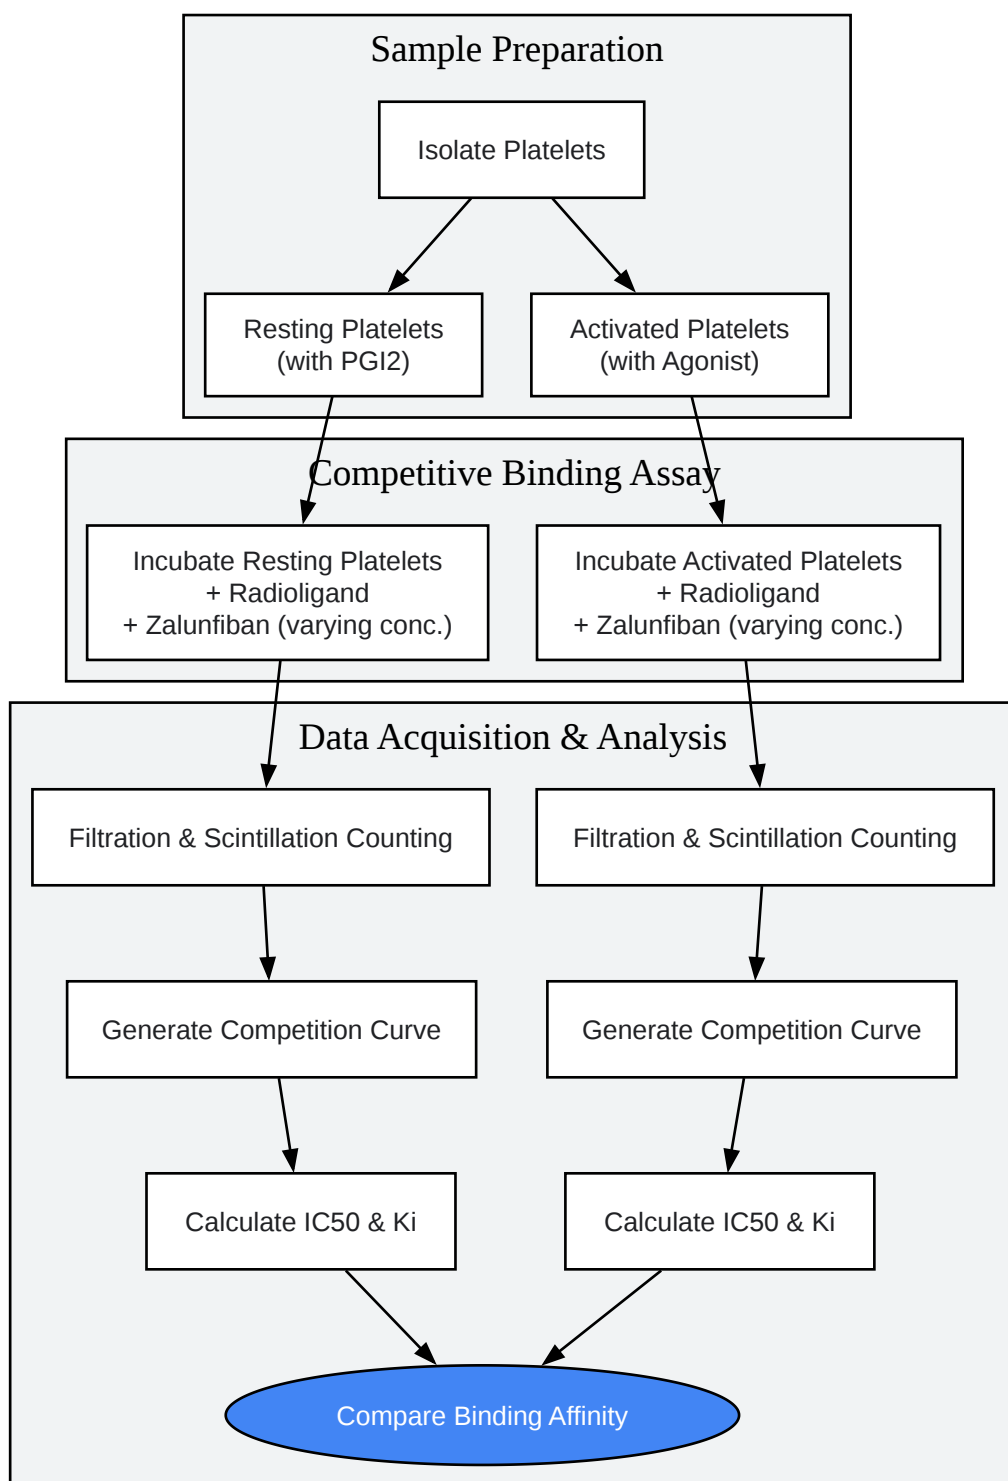 Sample Preparation
Isolate Platelets
Resting Platelets
(with PGI2)
Activated Platelets
(with Agonist)
Competitive Binding Assay
Incubate Resting Platelets
+ Radioligand
+ Zalunfiban (varying conc.)
Incubate Activated Platelets
+ Radioligand
+ Zalunfiban (varying conc.)
Data Acquisition & Analysis
Filtration & Scintillation Counting
Filtration & Scintillation Counting
Generate Competition Curve
Generate Competition Curve
Calculate IC50 & Ki
Calculate IC50 & Ki
Compare Binding Affinity